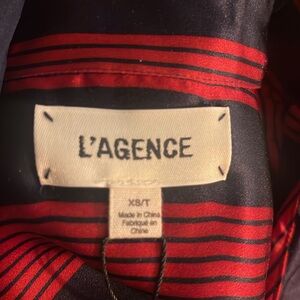 L'AGENCE
XS/T
Made in China
Fabriqué en
Chine